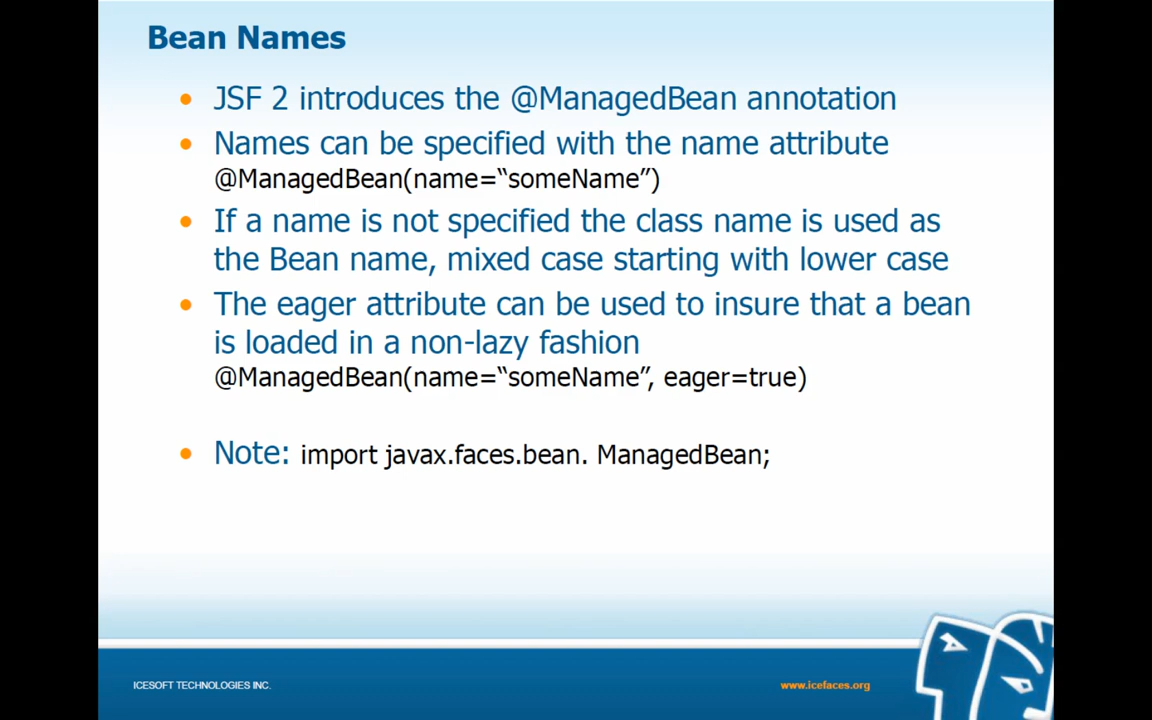 Bean Names
• JSF 2 introduces the @ManagedBean annotation
• Names can be specified with the name attribute
@ManagedBean(name=“someName”)
• If a name is not specified the class name is used as
the Bean name, mixed case starting with lower case
• The eager attribute can be used to insure that a bean
is loaded in a non-lazy fashion
@ManagedBean(name=“someName”, eager=true)
• Note: import javax.faces.bean. ManagedBean;
ICESOFT TECHNOLOGIES INC.
www.icefaces.org